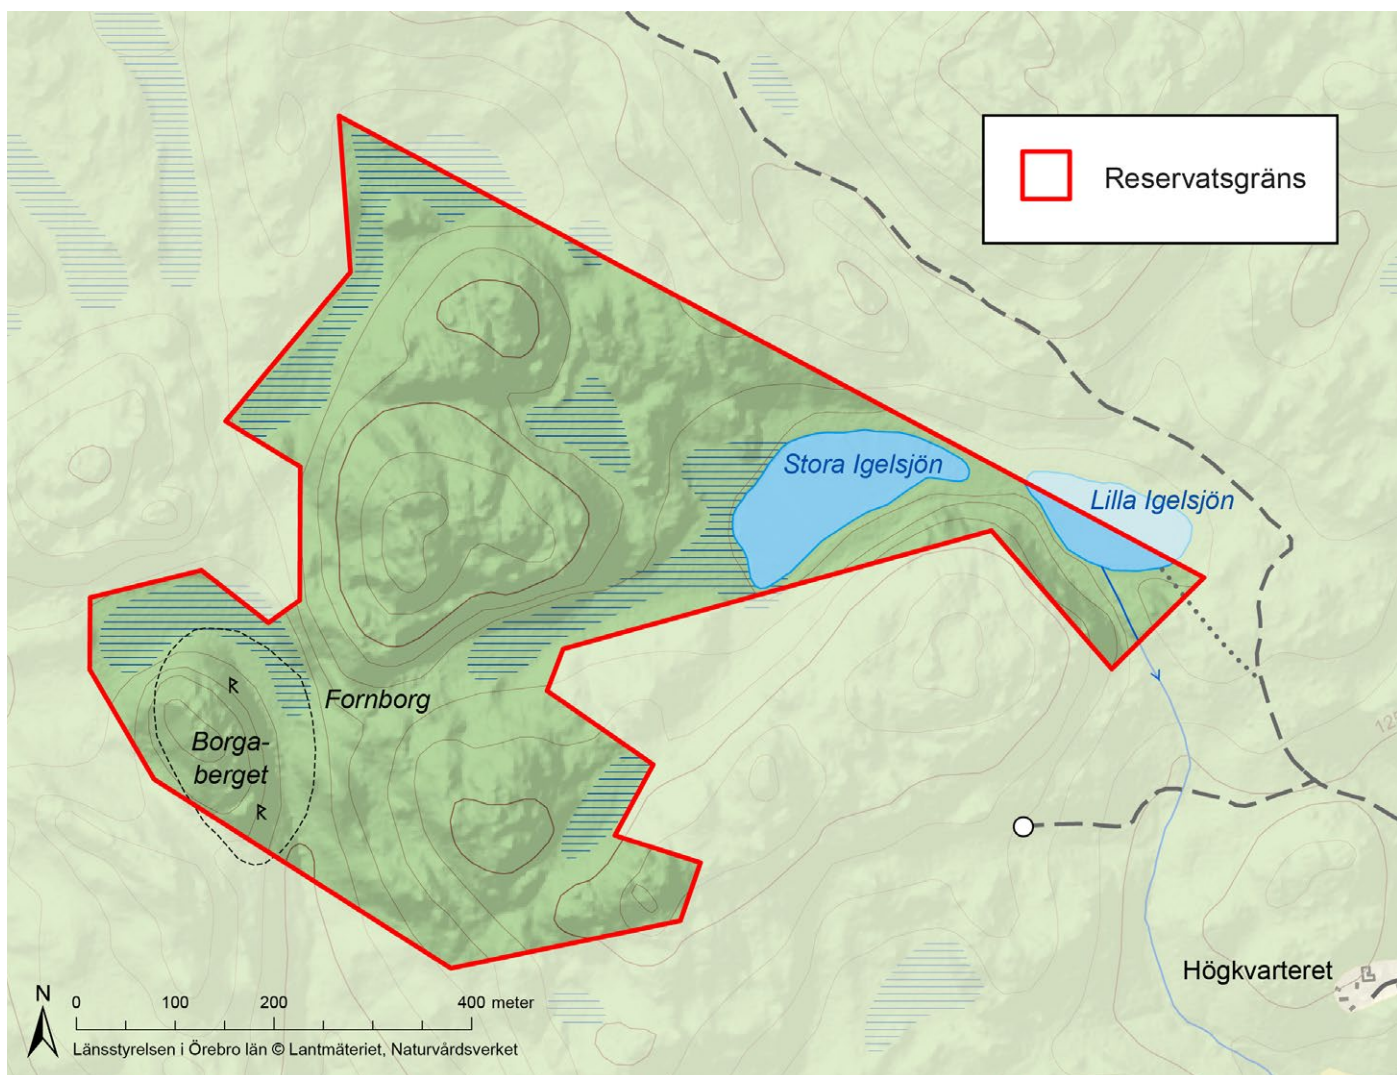 Reservatsgräns
Stora Igelsjön
Lilla Igelsjön
Fornborg
Borga-
berget
Högkvarteret
N
0 100 200 400 meter
Länsstyrelsen i Örebro län © Lantmäteriet, Naturvårdsverket